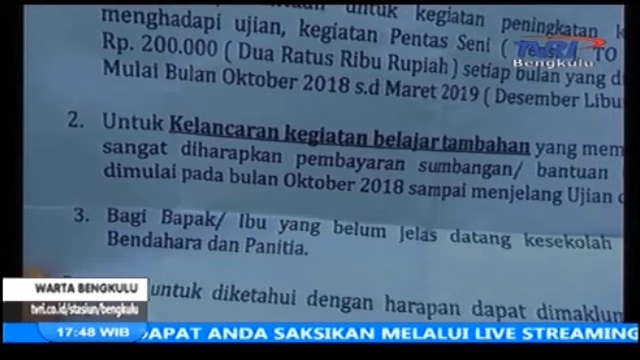 untuk kegiatan peningkatan
menghadapi ujian, kegiatan Pentas Seni ( TO
Rp. 200.000 ( Dua Ratus Ribu Rupiah ) setiap bulan yang
Mulai Bulan Oktober 2018 s.d Maret 2019 ( Desember Libu
TVRI
Bengkulu
2. Untuk Kelancaran kegiatan belajar tambahan yang mem
sangat diharapkan pembayaran sumbangan/ bantuan
dimulai pada bulan Oktober 2018 sampai menjelang Ujian
3. Bagi Bapak/ Ibu yang belum jelas datang kesekolah
Bendahara dan Panitia.
untuk diketahui dengan harapan dapat dimaklum
WARTA BENGKULU
tvri.co.id/stasiun/bengkulu
17:48 WIB
DAPAT ANDA SAKSIKAN MELALUI LIVE STREAMING